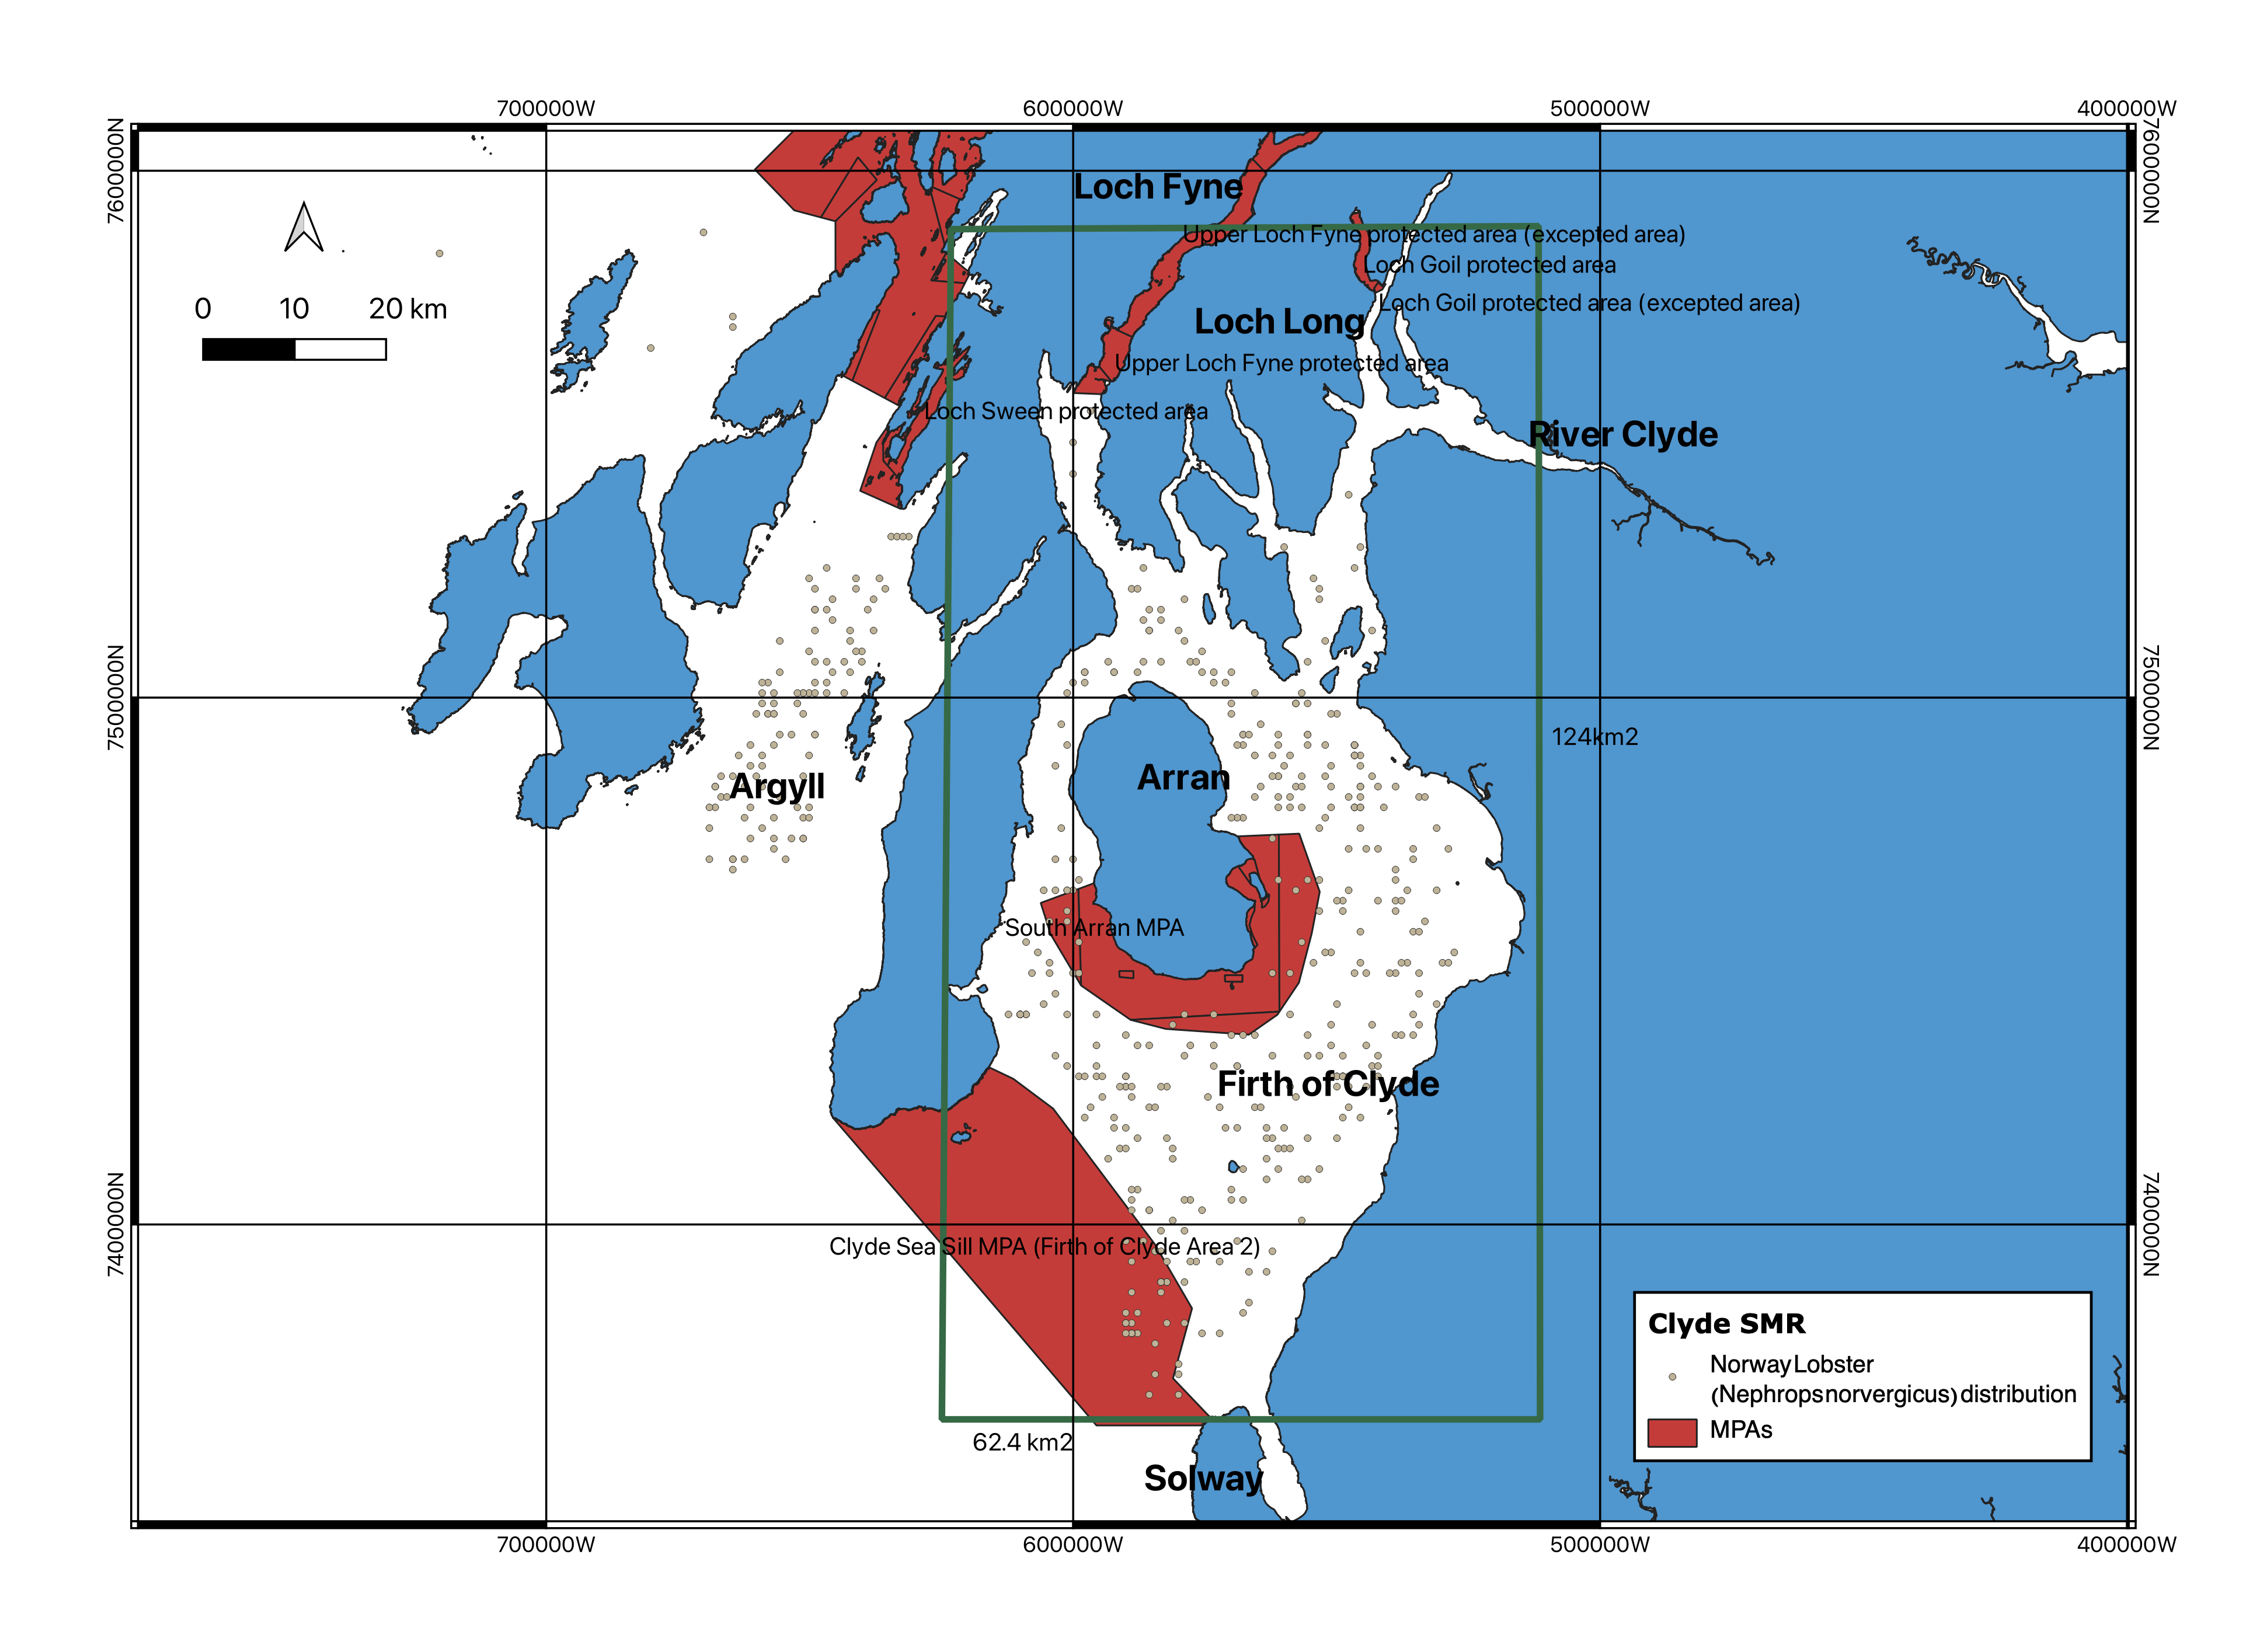 700000W 600000W 500000W 400000W
7600000N 7600000N
Loch Fyne
Upper Loch Fyne protected area (excepted area)
Loch Goil protected area
Loch Goil protected area (excepted area)
0 10 20 km
Loch Long
Upper Loch Fyne protected area
Loch Sween protected area
River Clyde
7500000N 7500000N
124km2
Arran
Argyll
South Arran MPA
Firth of Clyde
7400000N 7400000N
Clyde Sea Sill MPA (Firth of Clyde Area 2)
Clyde SMR
Norway Lobster
(Nephrops norvergicus) distribution
MPAs
62.4 km2
Solway
700000W 600000W 500000W 400000W